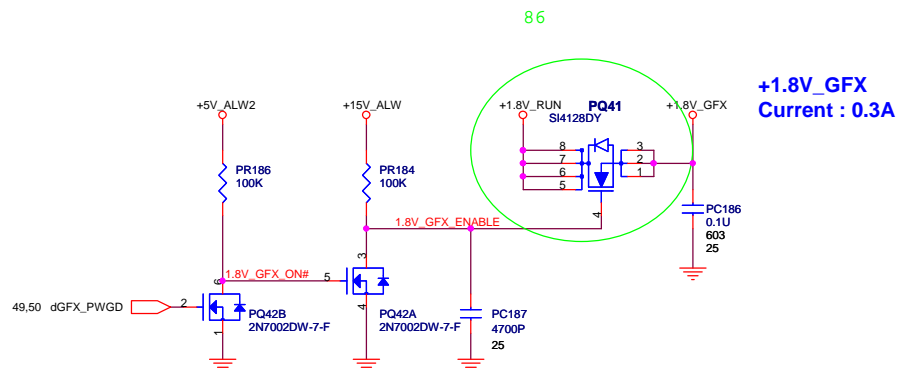 86
+1.8V_GFX
Current : 0.3A
+5V_ALW2
+15V_ALW
+1.8V_RUN
PQ41
SI4128DY
+1.8V_GFX
8
7
6
5
3
2
1
4
PR186
100K
PR184
100K
1.8V_GFX_ENABLE
PC186
0.1U
603
25
1.8V_GFX_ON#
6
5
3
49,50 dGFX_PWGD
2
1
4
PQ42B
2N7002DW-7-F
PQ42A
2N7002DW-7-F
PC187
4700P
25